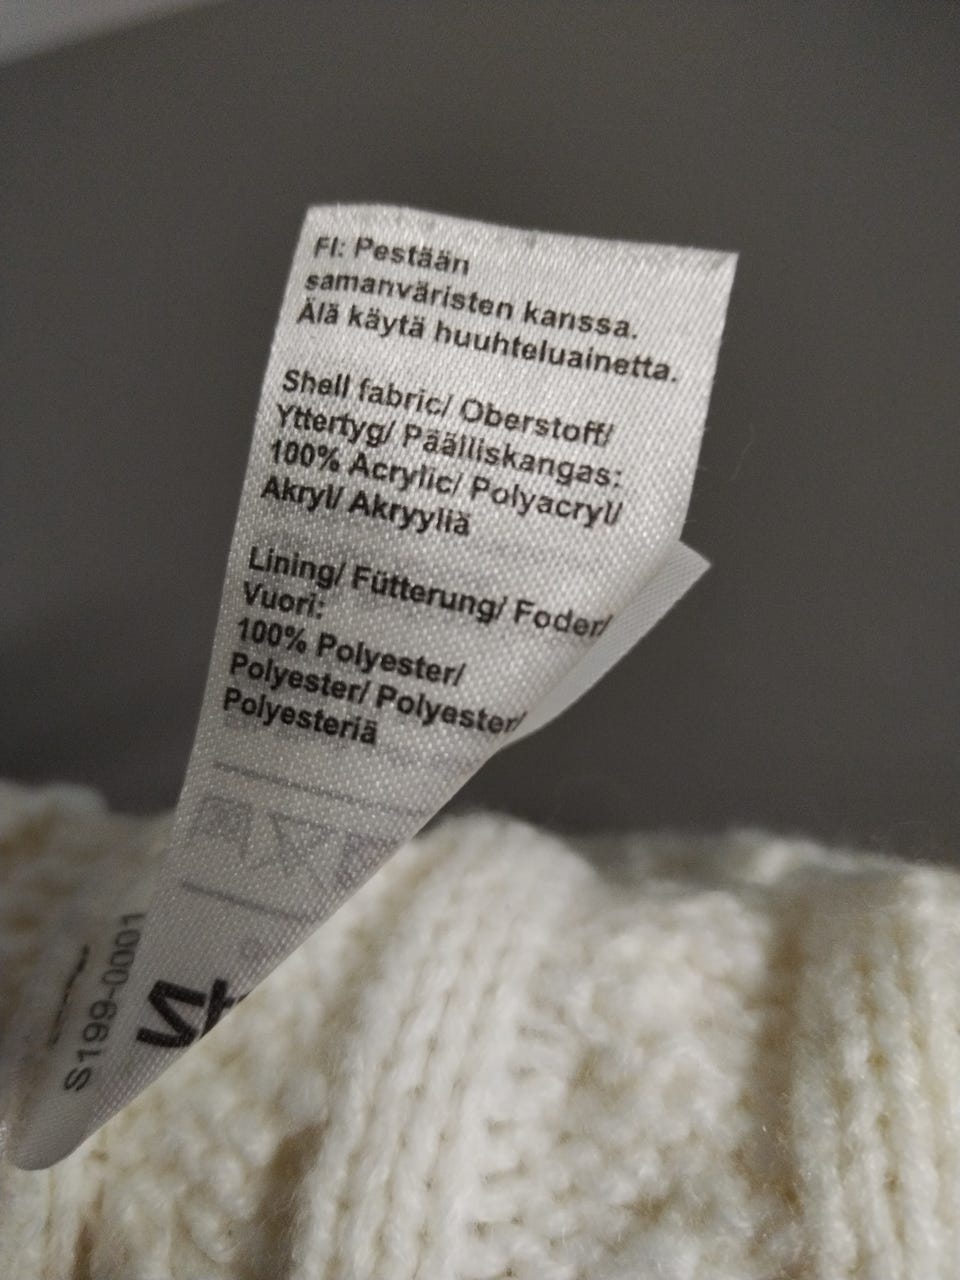 FI: Pestään
samanväristen kanssa.
Älä käytä huuhteluainetta.
Shell fabric/ Oberstoff/
Yttertyg/ Päälliskangas:
100% Acrylic/ Polyacryl/
Akryl/ Akryyliä
Lining/ Fütterung/ Foder/
Vuori:
100% Polyester/
Polyester/ Polyester/
Polyesteriä
S199-0001